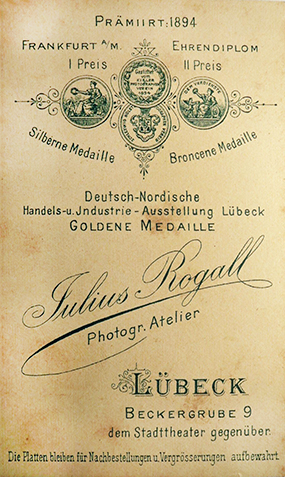 PRÄMIIRT: 1894
FRANKFURT A/M. EHRENDIPLOM
I PREIS II PREIS
Silberne Medaille Broncene Medaille
Deutsch-Nordische
Handels-u. Jndustrie-Ausstellung Lübeck
GOLDENE MEDAILLE
Julius Rogall
Photogr. Atelier
LÜBECK
BECKERGRUBE 9
dem Stadttheater gegenüber.
Die Platten bleiben für Nachbestellungen u. Vergrösserungen aufbewahrt.